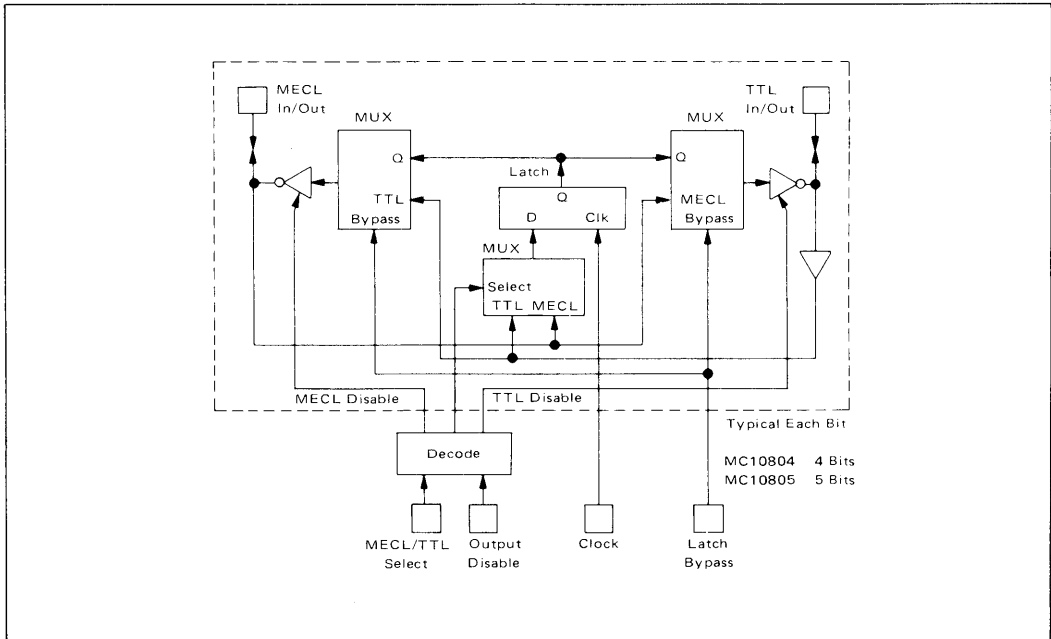 MECL
In/Out
TTL
In/Out
MUX
MUX
Q
Q
Latch
TTL
Bypass
Q
D Clk
MECL
Bypass
MUX
Select
TTL MECL
MECL Disable
TTL Disable
Typical Each Bit
Decode
MC10804 4 Bits
MC10805 5 Bits
MECL/TTL
Select
Output
Disable
Clock
Latch
Bypass